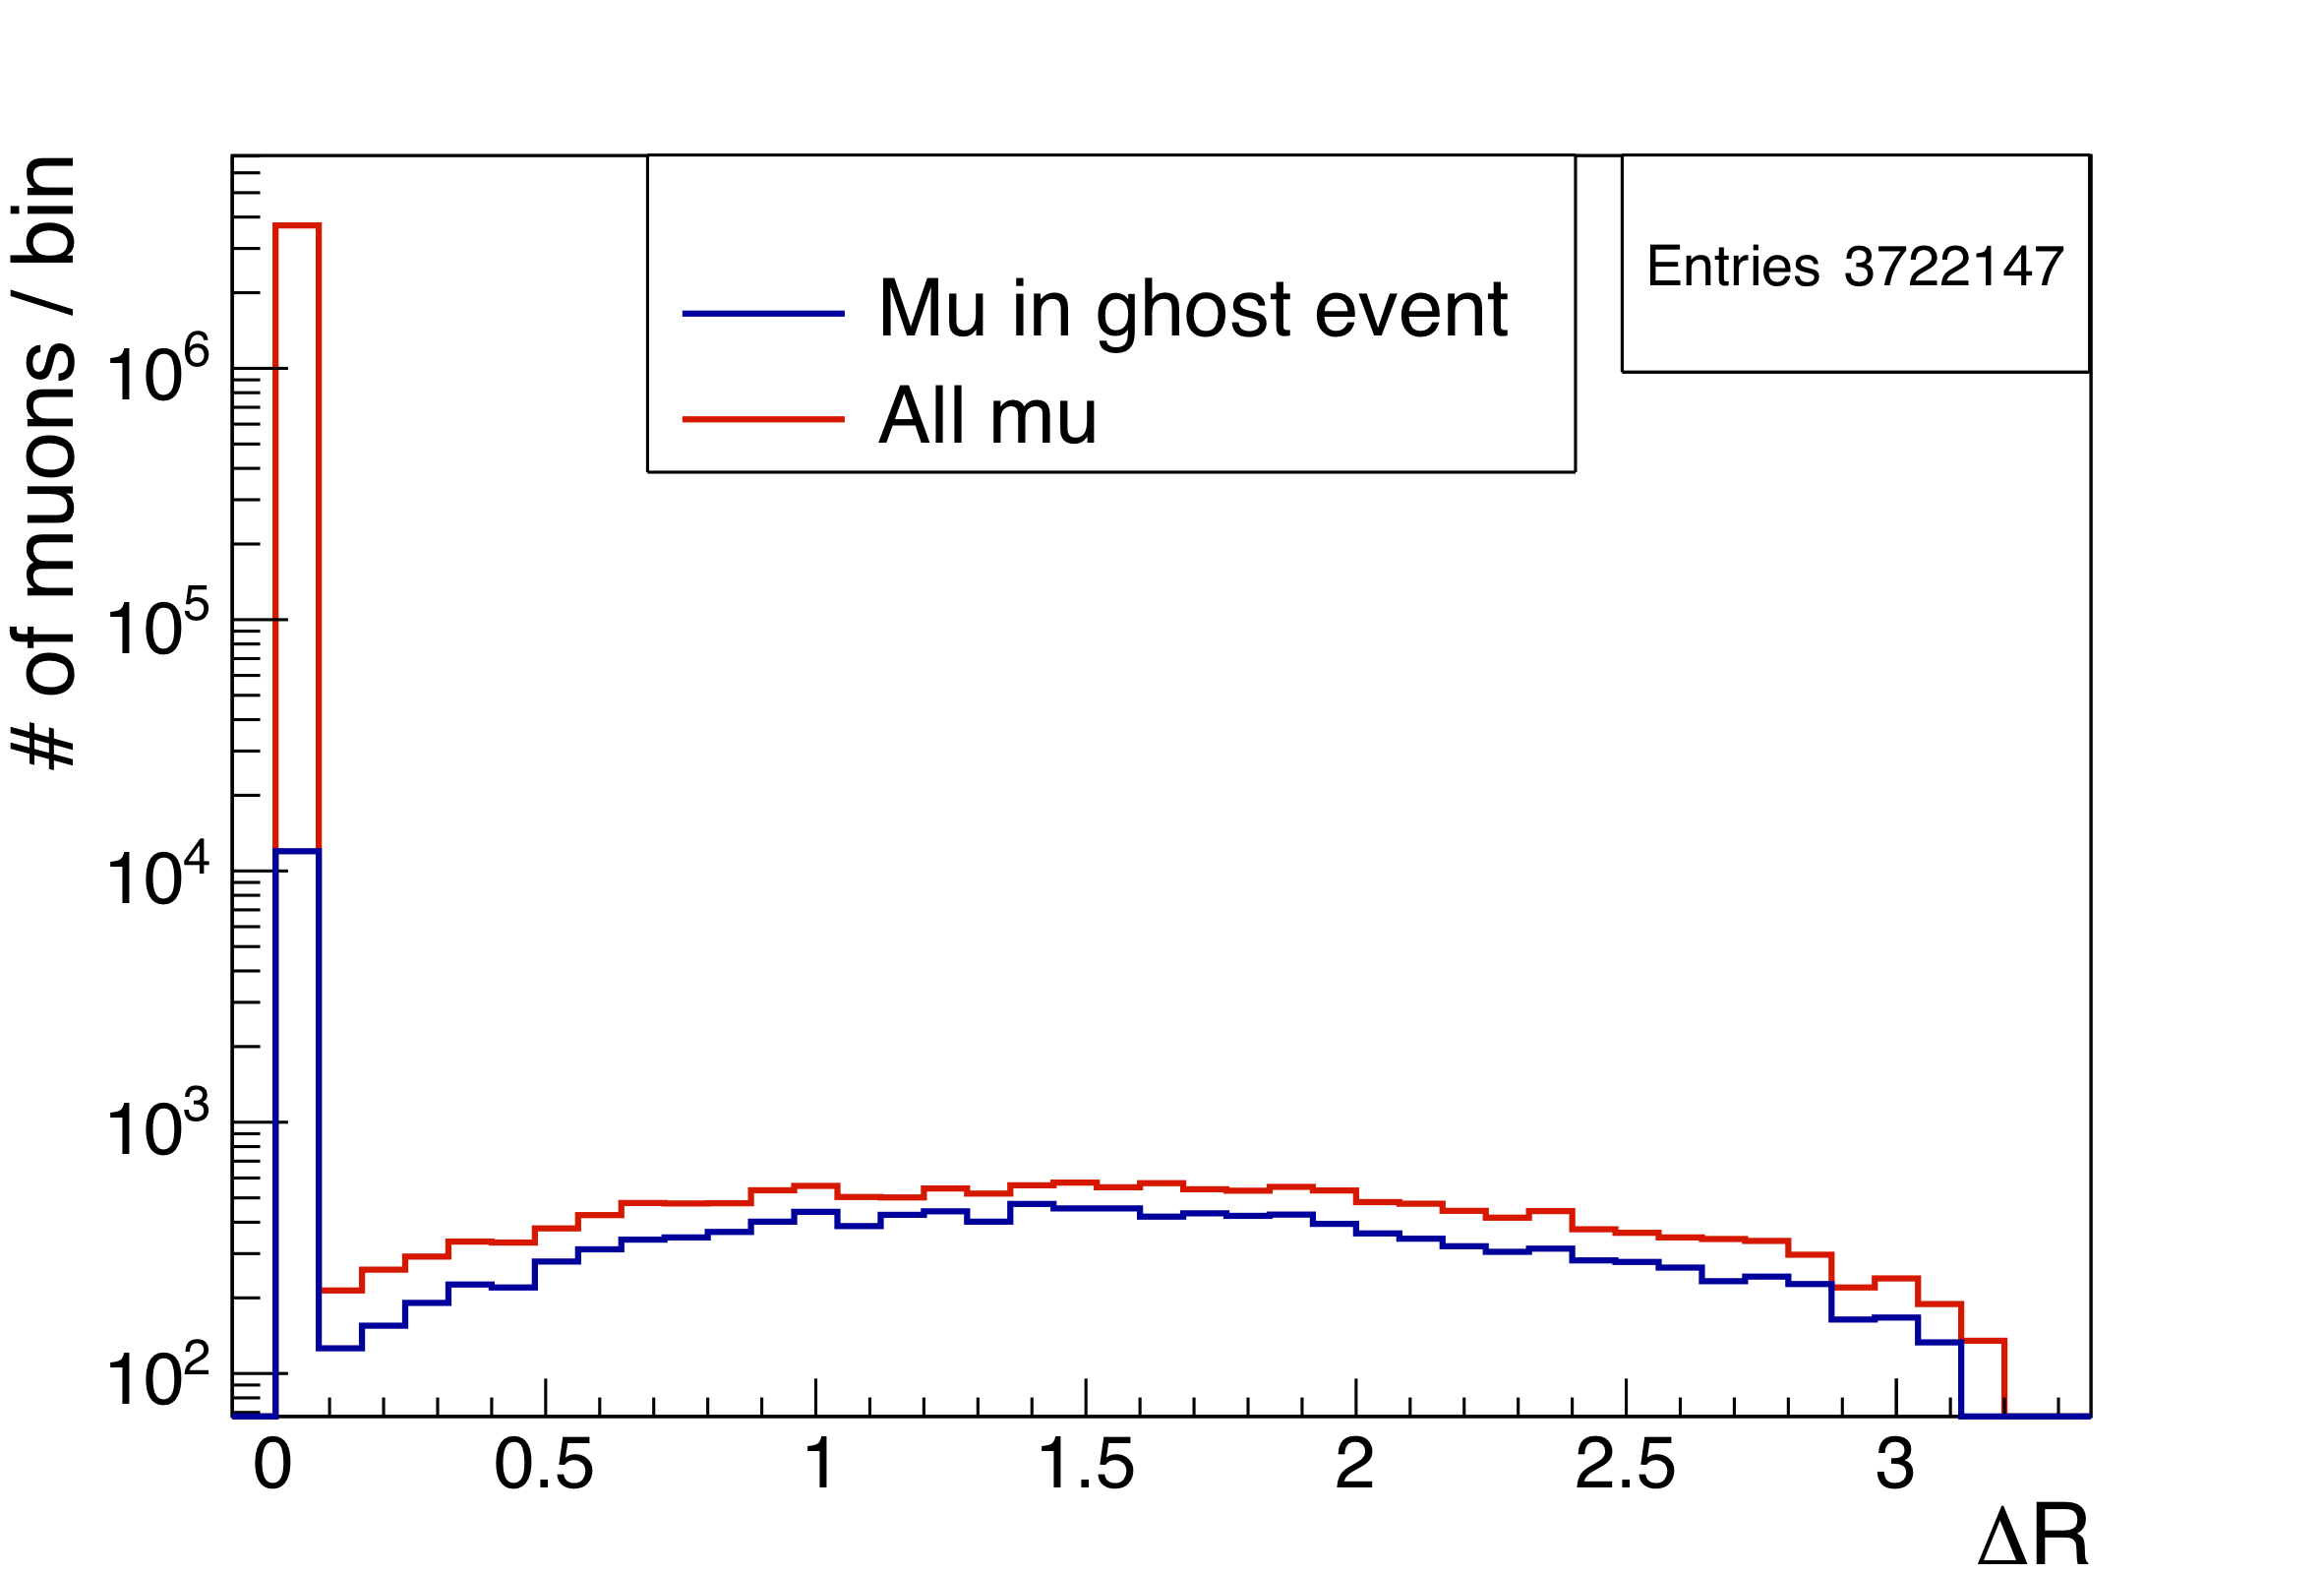 # of muons / bin
Mu in ghost event
All mu
Entries 3722147
10^6
10^5
10^4
10^3
10^2
0 0.5 1 1.5 2 2.5 3
ΔR